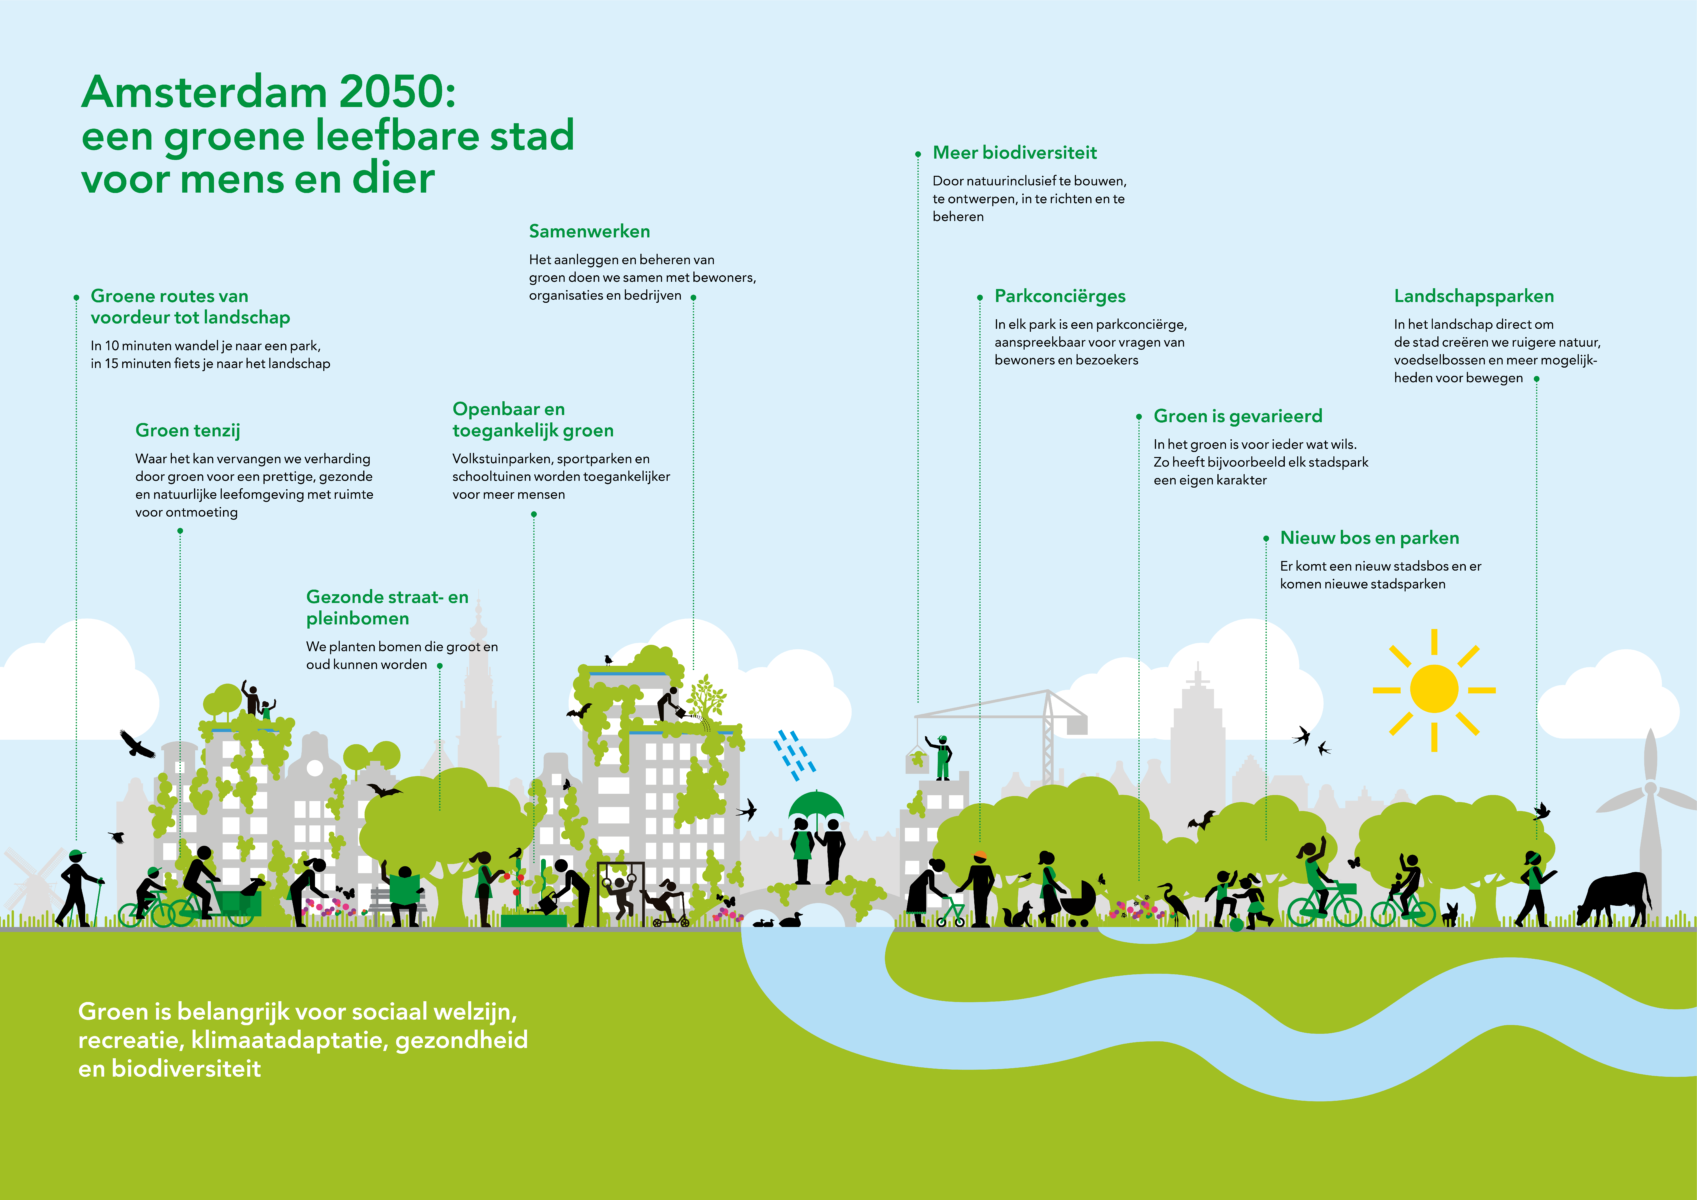 Amsterdam 2050:
een groene leefbare stad
voor mens en dier
Groene routes van
voordeur tot landschap
In 10 minuten wandel je naar een park,
in 15 minuten fiets je naar het landschap
Groen tenzij
Waar het kan vervangen we verharding
door groen voor een prettige, gezonde
en natuurlijke leefomgeving met ruimte
voor ontmoeting
Gezonde straat- en
pleinbomen
We planten bomen die groot en
oud kunnen worden
Openbaar en
toegankelijk groen
Volkstuinparken, sportparken en
schooltuinen worden toegankelijker
voor meer mensen
Samenwerken
Het aanleggen en beheren van
groen doen we samen met bewoners,
organisaties en bedrijven
Meer biodiversiteit
Door natuurinclusief te bouwen,
te ontwerpen, in te richten en te
beheren
Parkconciërges
In elk park is een parkconciërge,
aanspreekbaar voor vragen van
bewoners en bezoekers
Groen is gevarieerd
In het groen is voor ieder wat wils.
Zo heeft bijvoorbeeld elk stadspark
een eigen karakter
Nieuw bos en parken
Er komt een nieuw stadsbos en er
komen nieuwe stadsparken
Landschapsparken
In het landschap direct om
de stad creëren we ruigere natuur,
voedselbossen en meer mogelijk-
heden voor bewegen
Groen is belangrijk voor sociaal welzijn,
recreatie, klimaatadaptatie, gezondheid
en biodiversiteit